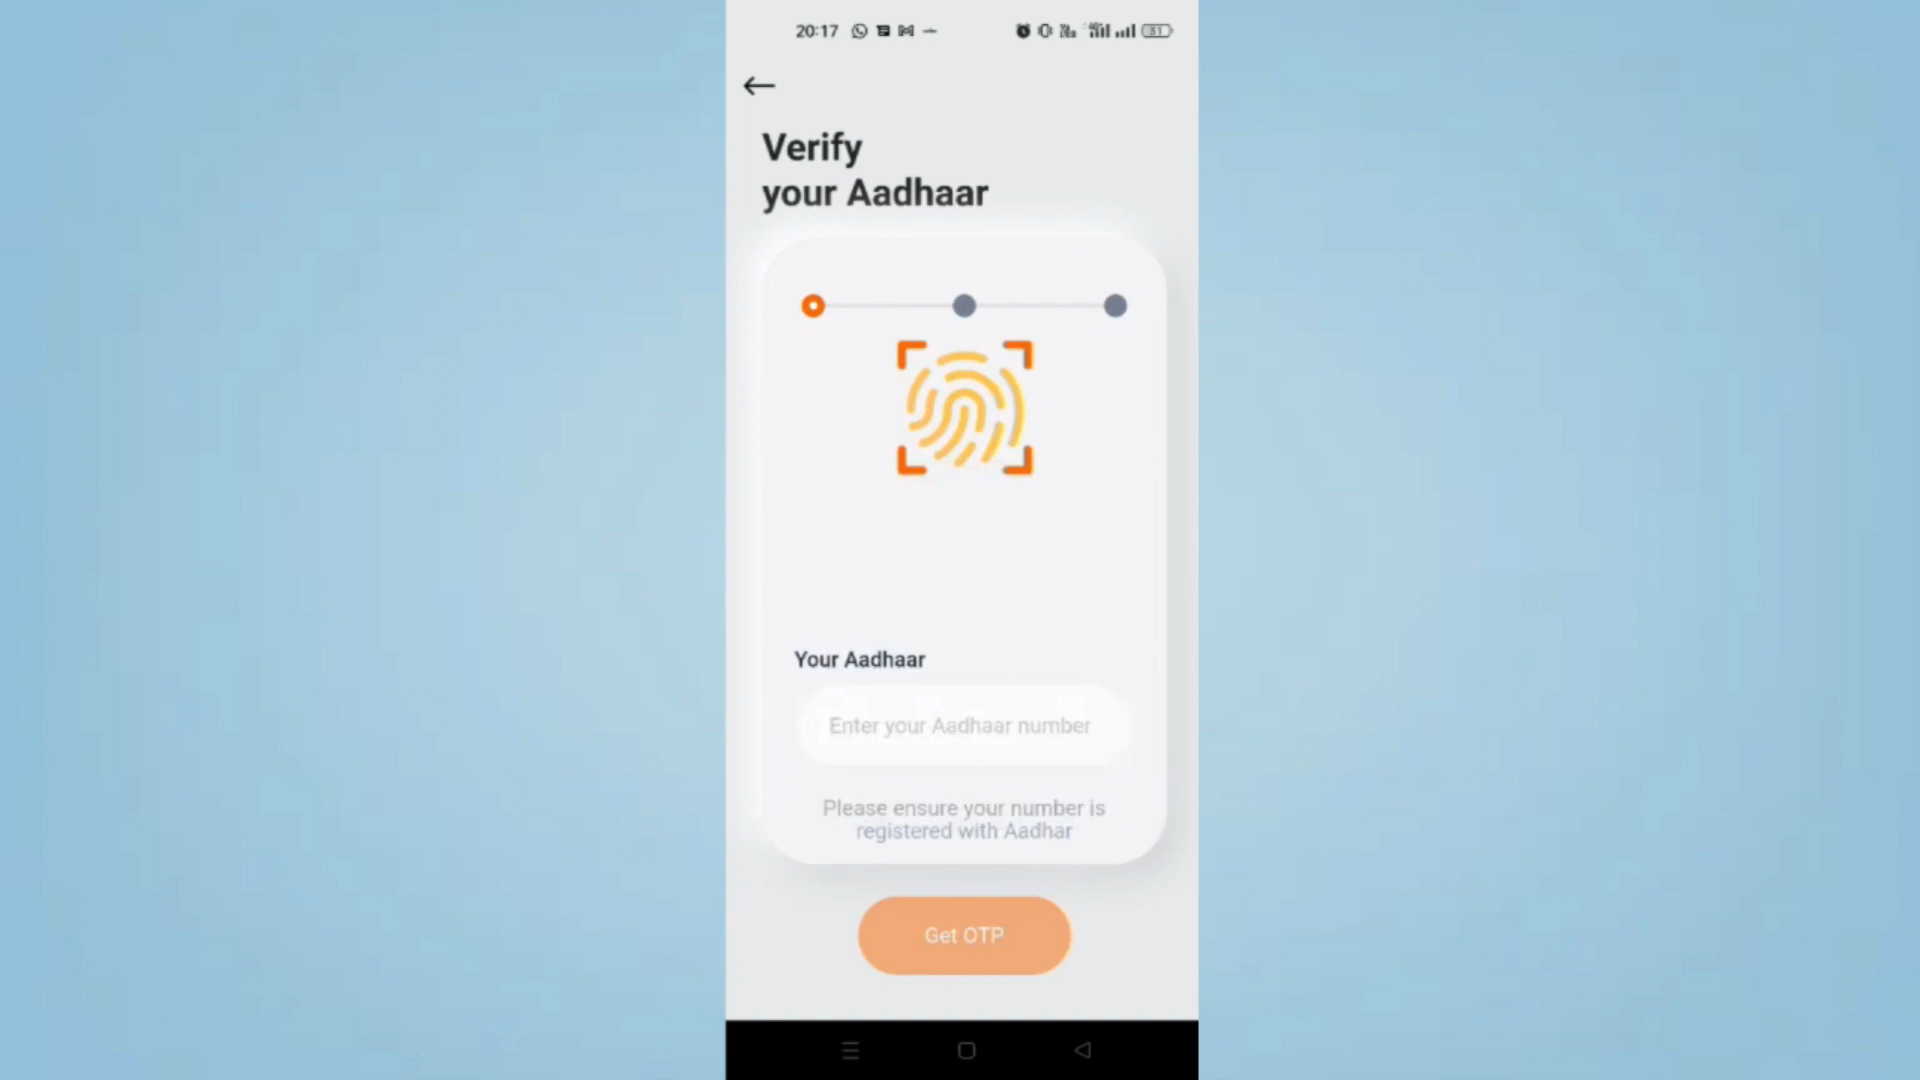 20:17
31
Verify
your Aadhaar
Your Aadhaar
Enter your Aadhaar number
Please ensure your number is
registered with Aadhar
Get OTP